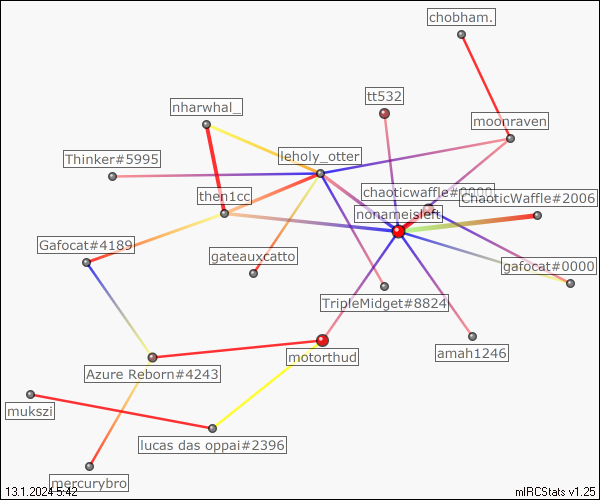 chobham.
tt532
nharwhal_
moonraven
leholy_otter
Thinker#5995
chaoticwaffle#0000
then1cc
ChaoticWaffle#2006
nonameisleft
Gafocat#4189
gateauxcatto
gafocat#0000
TripleMidget#8824
motorthud
amah1246
Azure Reborn#4243
mukszi
lucas das oppai#2396
mercurybro
13.1.2024 5:42
mIRCStats v1.25